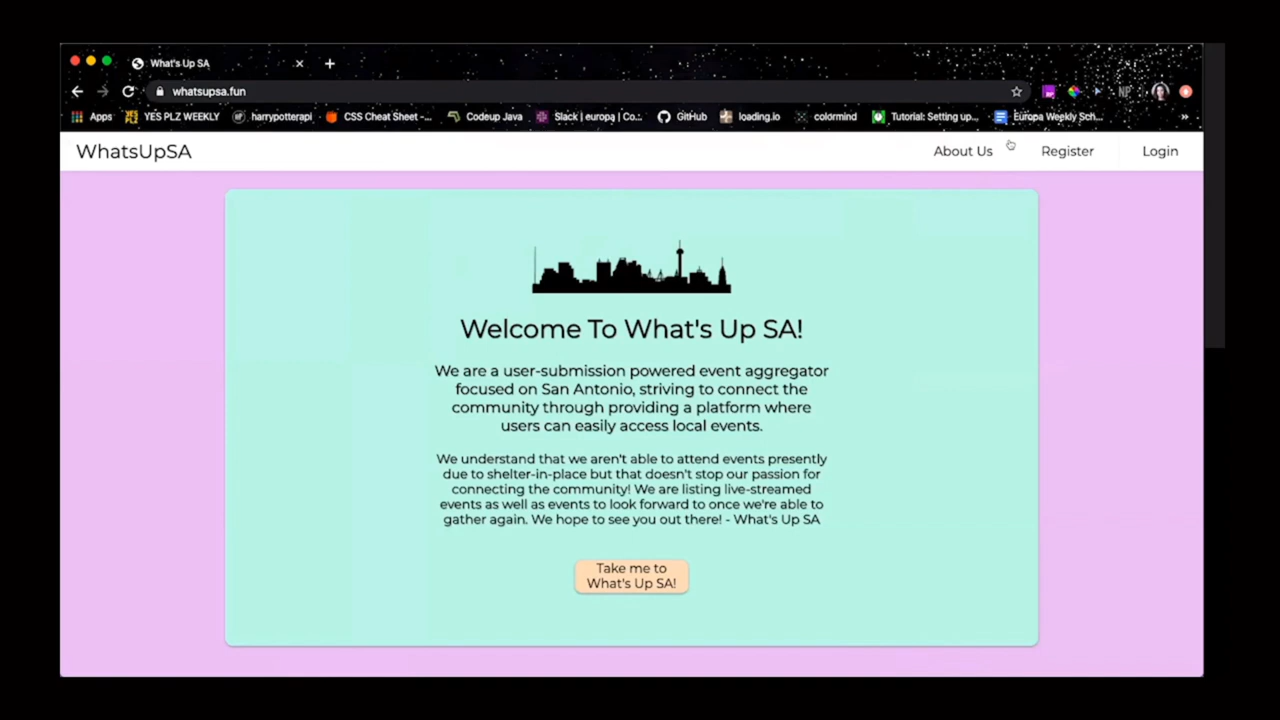 What's Up SA
whatsupsa.fun
Apps YES PLZ WEEKLY harrypotterapi CSS Cheat Sheet -... Codeup Java Slack | europa | Co... GitHub loading.io colormind Tutorial: Setting up... Europa Weekly Sch... »
WhatsUpSA About Us Register Login
Welcome To What's Up SA!
We are a user-submission powered event aggregator
focused on San Antonio, striving to connect the
community through providing a platform where
users can easily access local events.
We understand that we aren't able to attend events presently
due to shelter-in-place but that doesn't stop our passion for
connecting the community! We are listing live-streamed
events as well as events to look forward to once we're able to
gather again. We hope to see you out there! - What's Up SA
Take me to
What's Up SA!